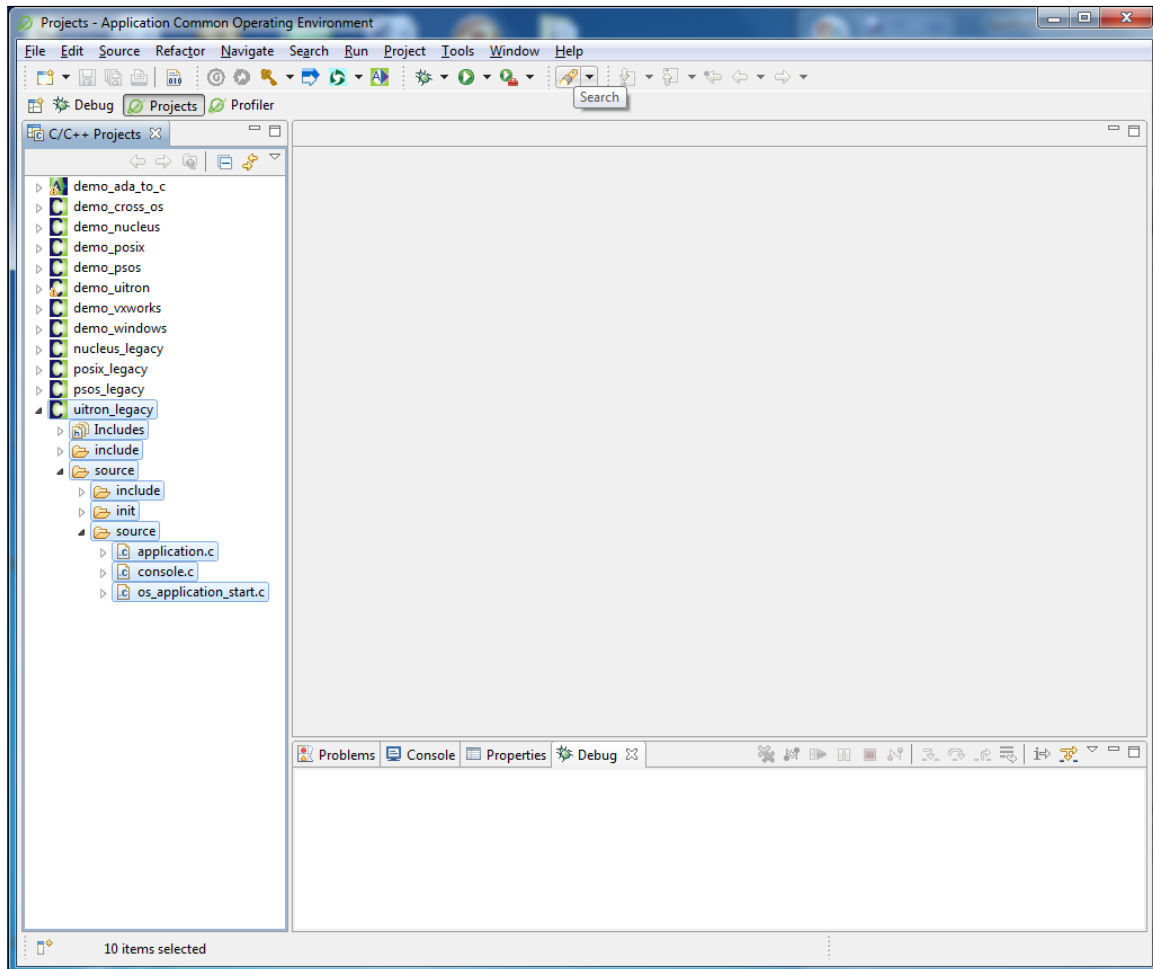 Projects - Application Common Operating Environment
File Edit Source Refactor Navigate Search Run Project Tools Window Help
Search
Debug Projects Profiler
C/C++ Projects
demo_ada_to_c
demo_cross_os
demo_nucleus
demo_posix
demo_psos
demo_uitron
demo_vxworks
demo_windows
nucleus_legacy
posix_legacy
psos_legacy
uitron_legacy
Includes
include
source
include
init
source
application.c
console.c
os_application_start.c
Problems Console Properties Debug
10 items selected